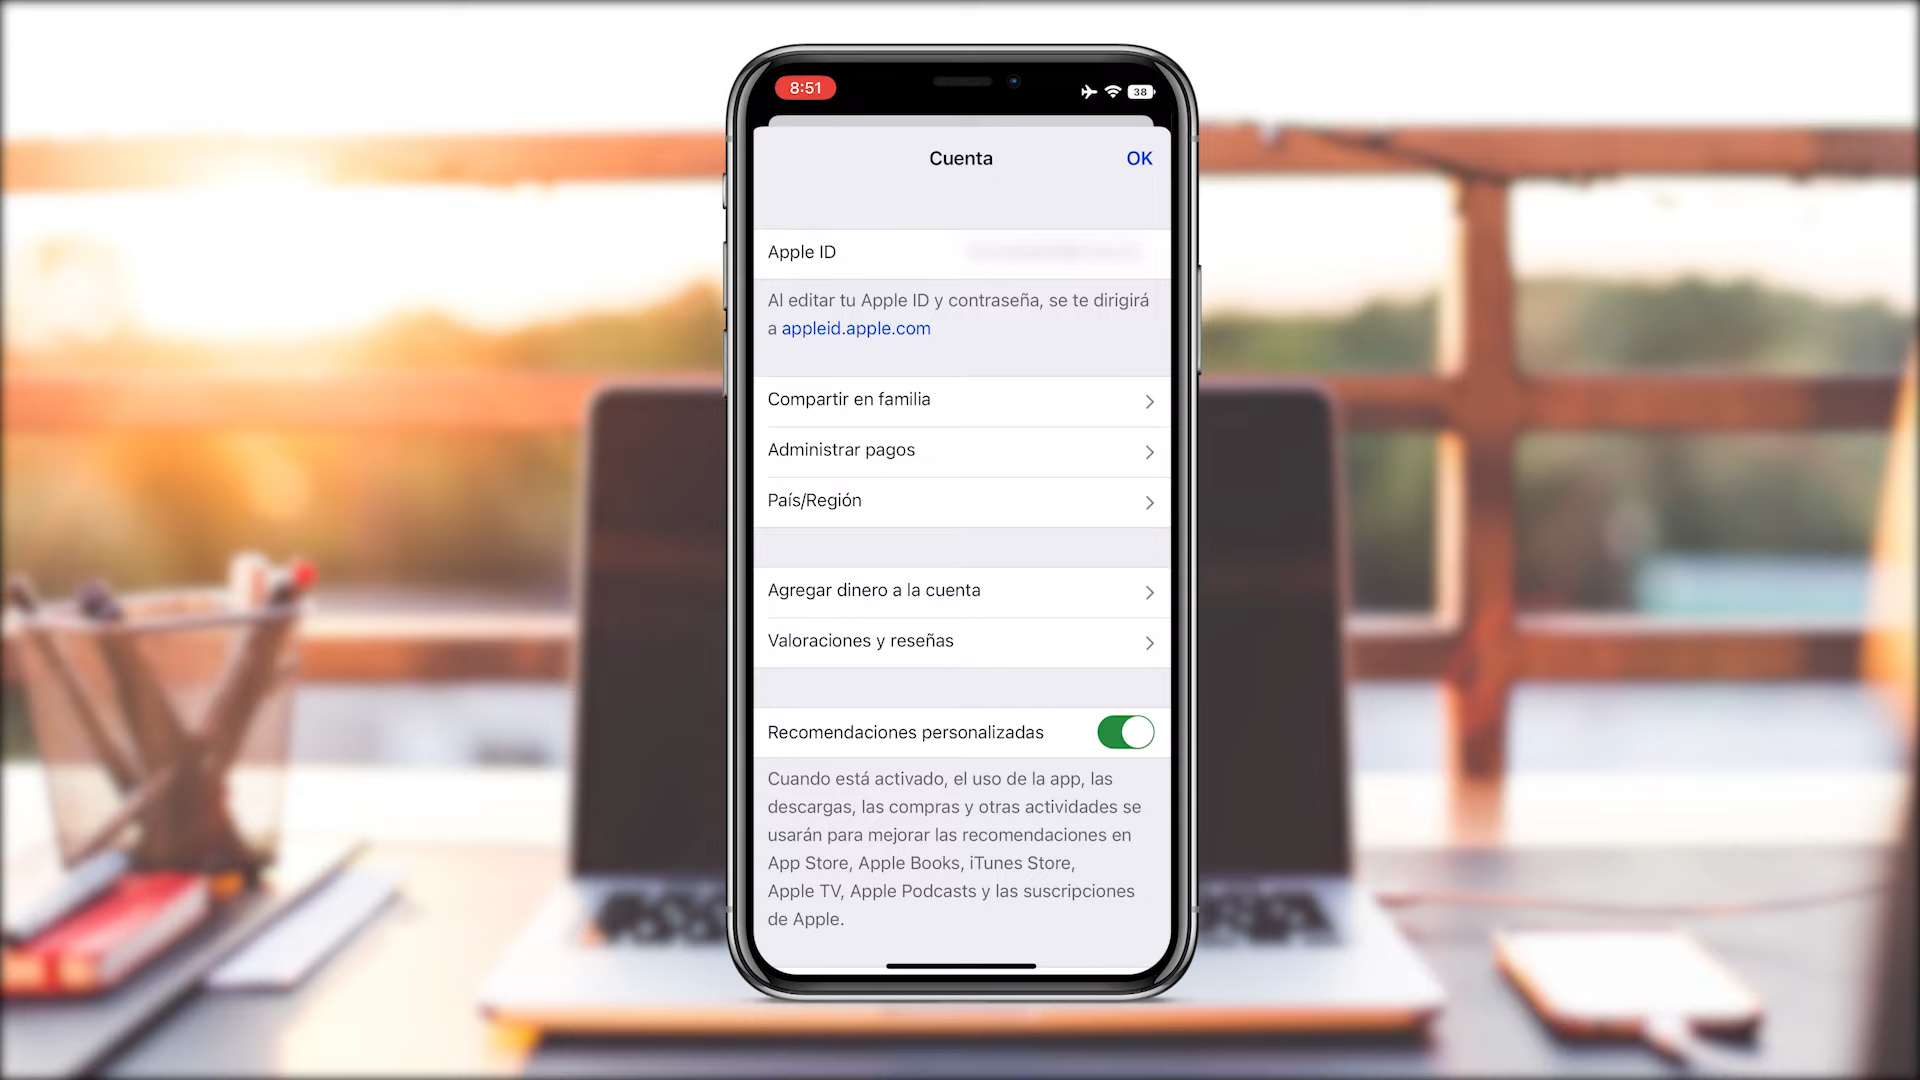 8:51
38
Cuenta
OK
Apple ID
Al editar tu Apple ID y contraseña, se te dirigirá
a appleid.apple.com
Compartir en familia
Administrar pagos
País/Región
Agregar dinero a la cuenta
Valoraciones y reseñas
Recomendaciones personalizadas
Cuando está activado, el uso de la app, las
descargas, las compras y otras actividades se
usarán para mejorar las recomendaciones en
App Store, Apple Books, iTunes Store,
Apple TV, Apple Podcasts y las suscripciones
de Apple.